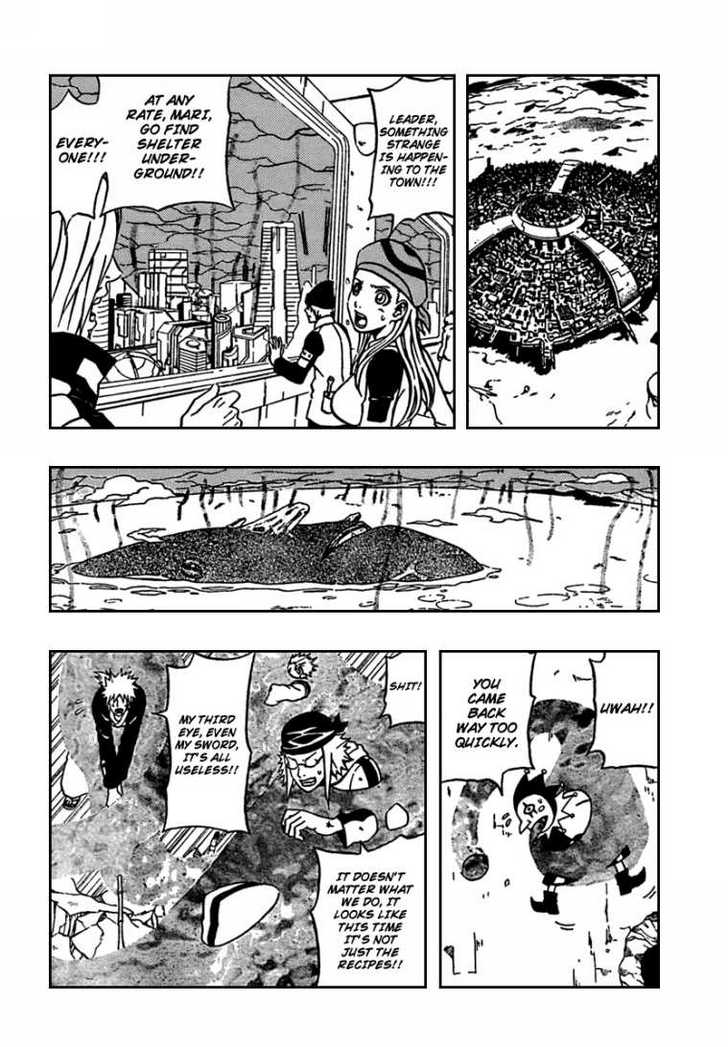 LEADER,
SOMETHING
STRANGE
IS HAPPEN-
ING TO THE
TOWN!!!
AT ANY
RATE, MARI,
GO FIND
SHELTER
UNDER-
GROUND!!
EVERY-
ONE!!!
UWAH!!
YOU
CAME
BACK
WAY TOO
QUICKLY.
SHIT!
MY THIRD
EYE, EVEN
MY SWORD,
IT'S ALL
USELESS!!
IT DOESN'T
MATTER WHAT
WE DO, IT
LOOKS LIKE
THIS TIME
IT'S NOT
JUST THE
RECIPES!!